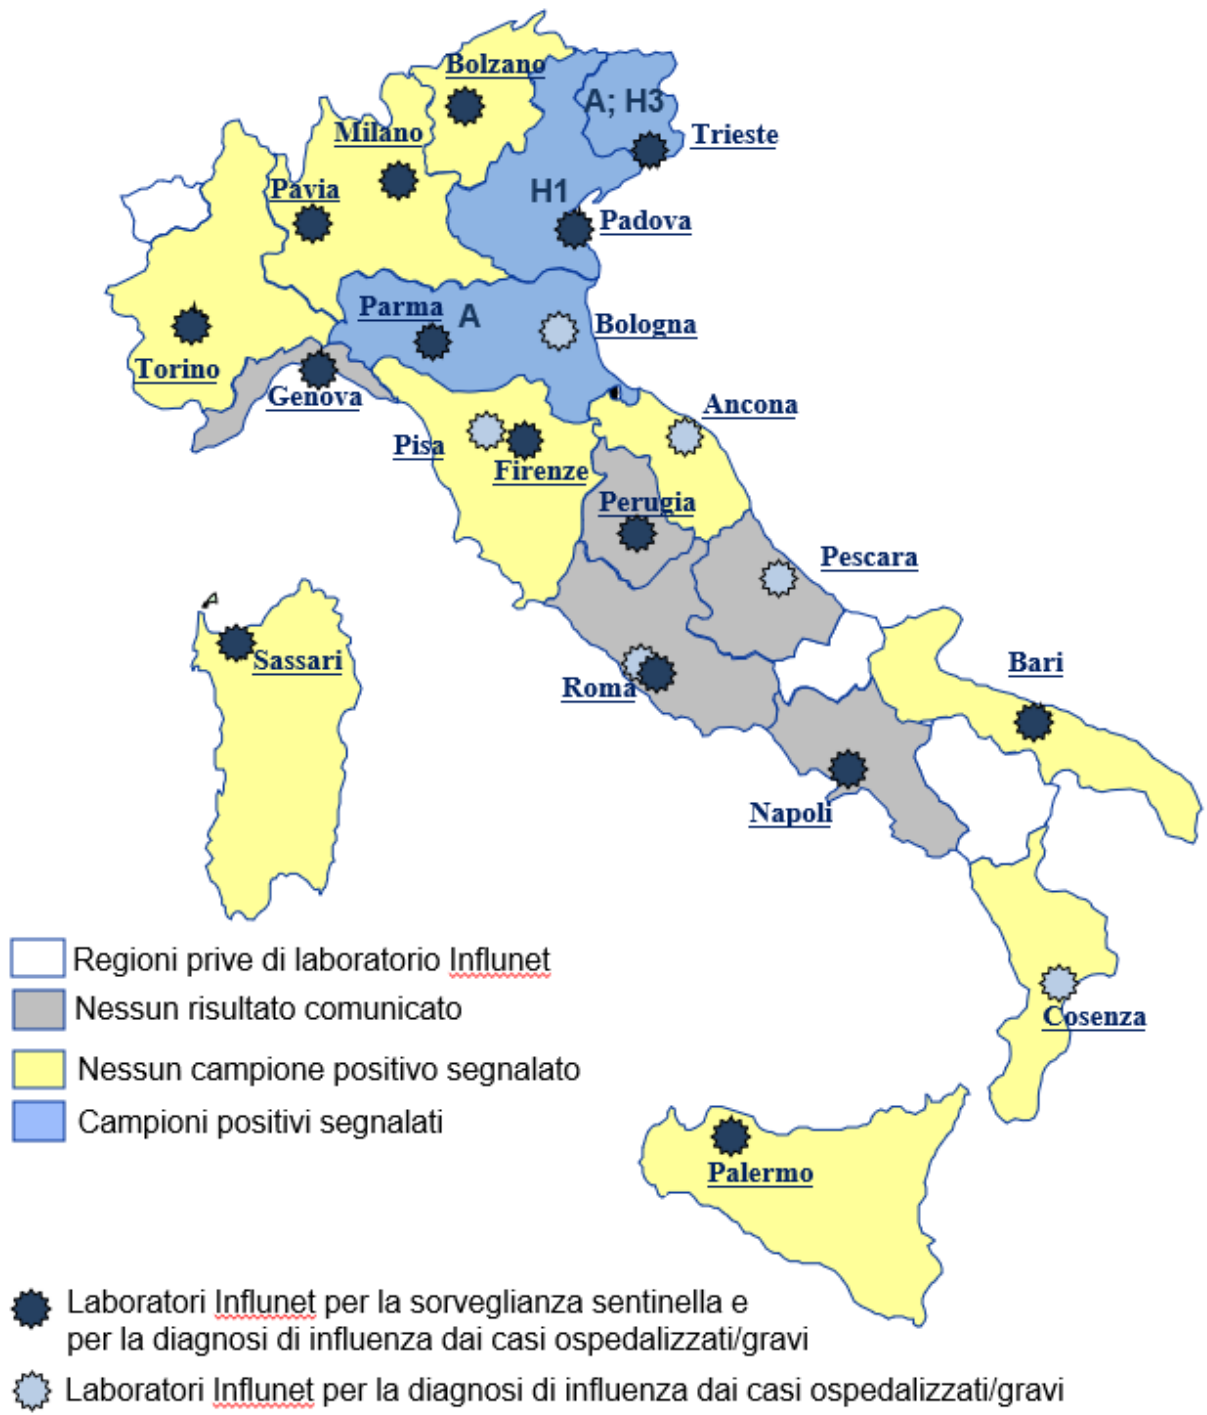 Bolzano
A; H3
Milano
Trieste
Pavia
H1
Padova
Parma
A
Bologna
Torino
Genova
Ancona
Pisa
Firenze
Perugia
Pescara
Sassari
Bari
Roma
Napoli
Regioni prive di laboratorio Influnet
Nessun risultato comunicato
Cosenza
Nessun campione positivo segnalato
Campioni positivi segnalati
Palermo
Laboratori Influnet per la sorveglianza sentinella e
per la diagnosi di influenza dai casi ospedalizzati/gravi
Laboratori Influnet per la diagnosi di influenza dai casi ospedalizzati/gravi